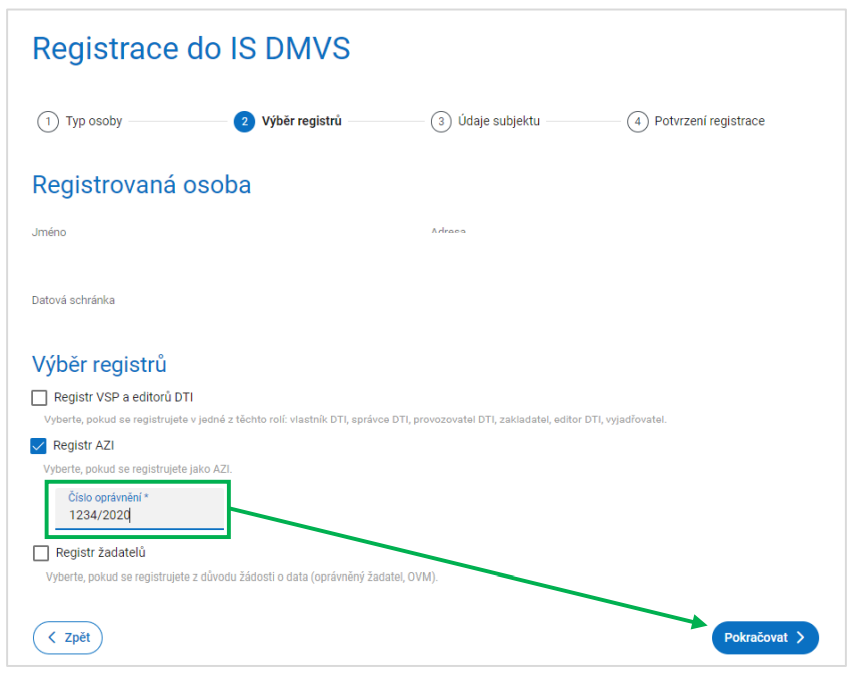 Registrace do IS DMVS
1 Typ osoby 2 Výběr registrů 3 Údaje subjektu 4 Potvrzení registrace
Registrovaná osoba
Jméno Adresa
Datová schránka
Výběr registrů
Registr VSP a editorů DTI
Vyberte, pokud se registrujete v jedné z těchto rolí: vlastník DTI, správce DTI, provozovatel DTI, zakladatel, editor DTI, vyjadřovatel.
Registr AZI
Vyberte, pokud se registrujete jako AZI.
Číslo oprávnění *
1234/2020
Registr žadatelů
Vyberte, pokud se registrujete z důvodu žádosti o data (oprávněný žadatel, OVM).
Zpět Pokračovat